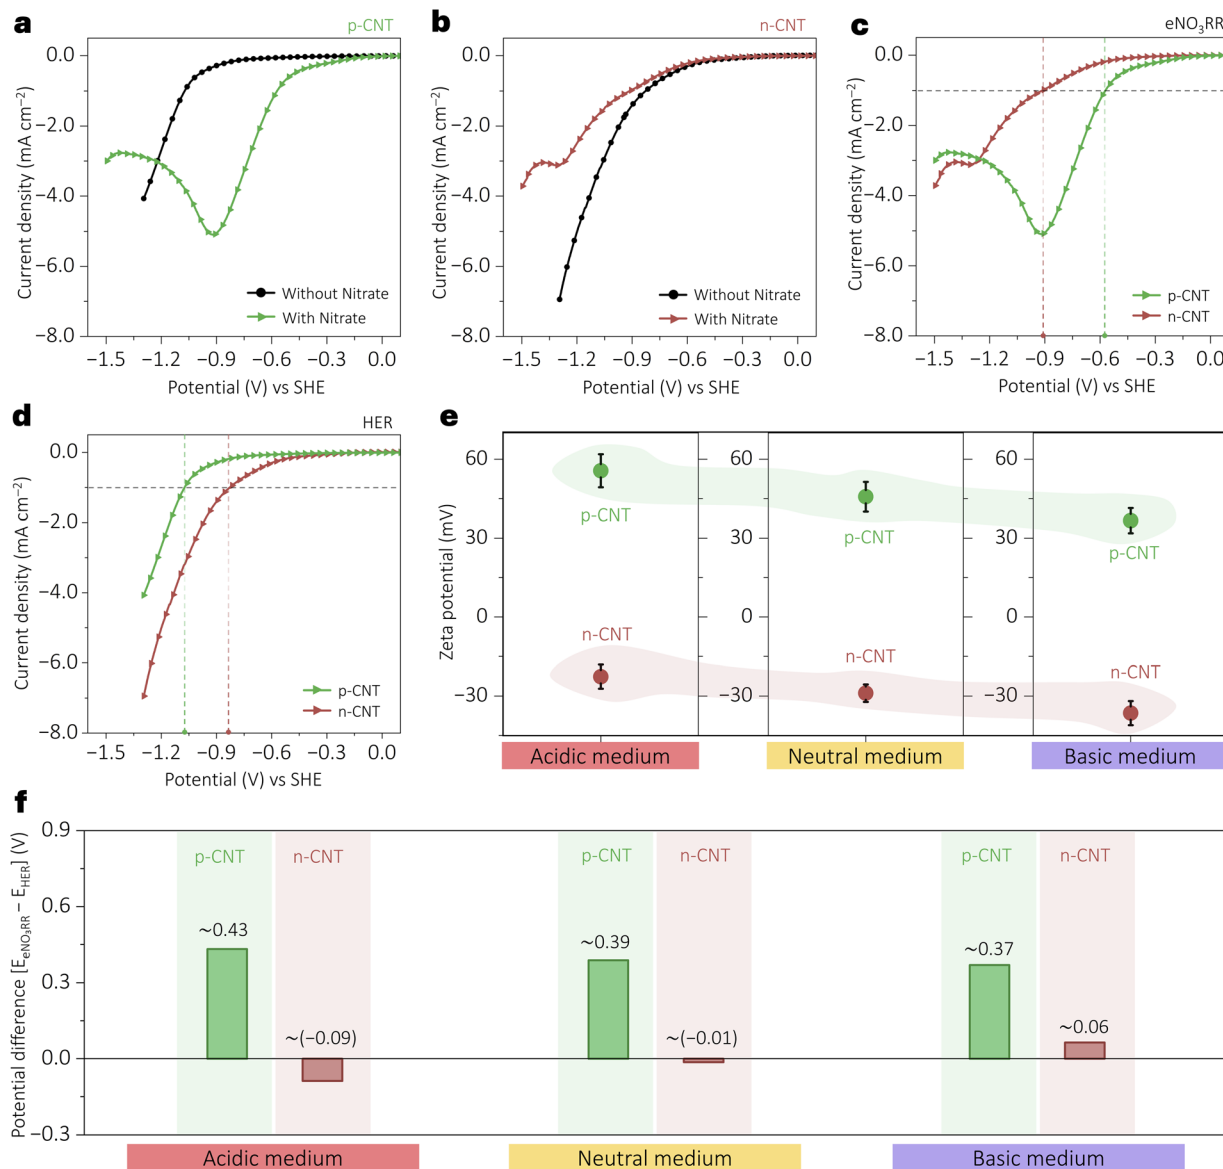 a
p-CNT
0.0
−2.0
−4.0
−6.0
−8.0
Current density (mA cm⁻²)
Without Nitrate
With Nitrate
−1.5 −1.2 −0.9 −0.6 −0.3 0.0
Potential (V) vs SHE
b
n-CNT
0.0
−2.0
−4.0
−6.0
−8.0
Current density (mA cm⁻²)
Without Nitrate
With Nitrate
−1.5 −1.2 −0.9 −0.6 −0.3 0.0
Potential (V) vs SHE
c
eNO₃RR
0.0
−2.0
−4.0
−6.0
−8.0
Current density (mA cm⁻²)
p-CNT
n-CNT
−1.5 −1.2 −0.9 −0.6 −0.3 0.0
Potential (V) vs SHE
d
HER
0.0
−2.0
−4.0
−6.0
−8.0
Current density (mA cm⁻²)
p-CNT
n-CNT
−1.5 −1.2 −0.9 −0.6 −0.3 0.0
Potential (V) vs SHE
e
60 60 60
p-CNT p-CNT p-CNT
30 30 30
0 0 0
n-CNT n-CNT n-CNT
−30 −30 −30
Zeta potential (mV)
Acidic medium Neutral medium Basic medium
f
0.9
0.6
0.3
0.0
−0.3
Potential difference [E_eNO₃RR − E_HER] (V)
p-CNT n-CNT p-CNT n-CNT p-CNT n-CNT
~0.43 ~(−0.09) ~0.39 ~(−0.01) ~0.37 ~0.06
Acidic medium Neutral medium Basic medium